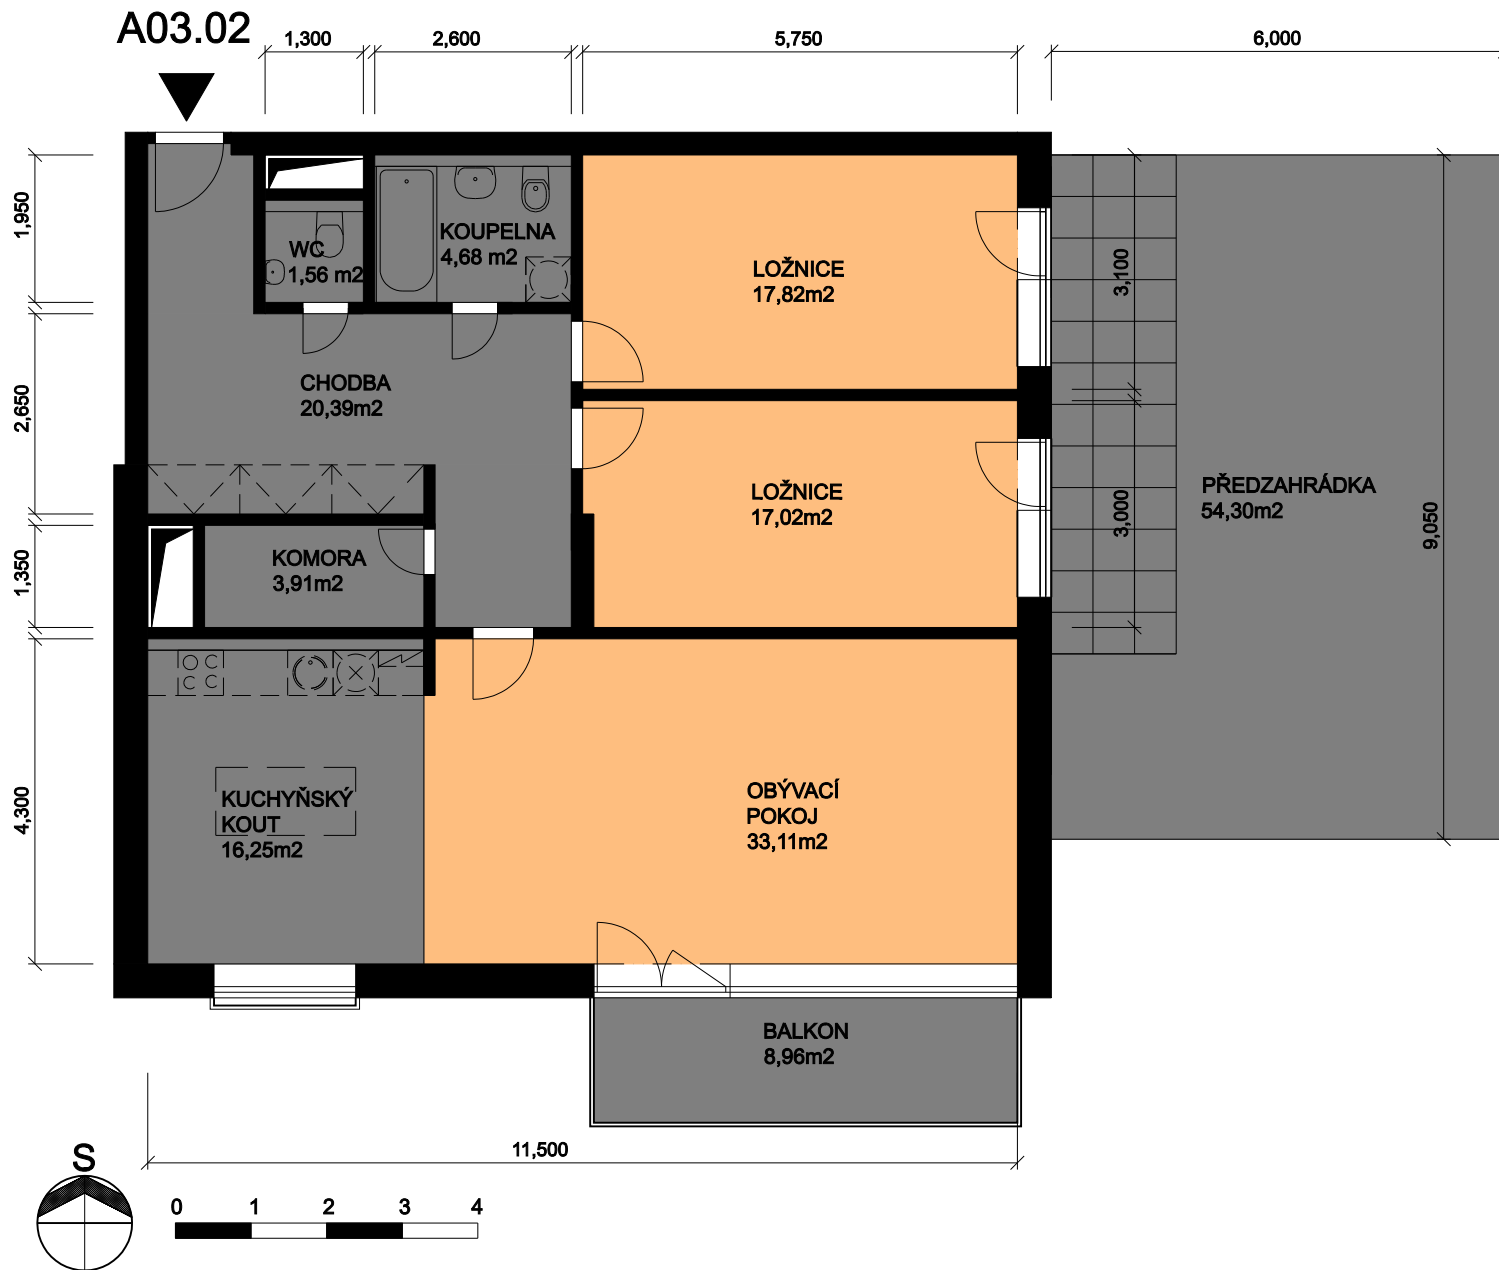 A03.02
1,300
2,600
5,750
6,000
1,950
2,650
1,350
4,300
WC
1,56 m2
KOUPELNA
4,68 m2
LOŽNICE
17,82m2
3,100
CHODBA
20,39m2
LOŽNICE
17,02m2
3,000
PŘEDZAHRÁDKA
54,30m2
9,050
KOMORA
3,91m2
KUCHYŇSKÝ
KOUT
16,25m2
OBÝVACÍ
POKOJ
33,11m2
BALKON
8,96m2
11,500
S
0 1 2 3 4